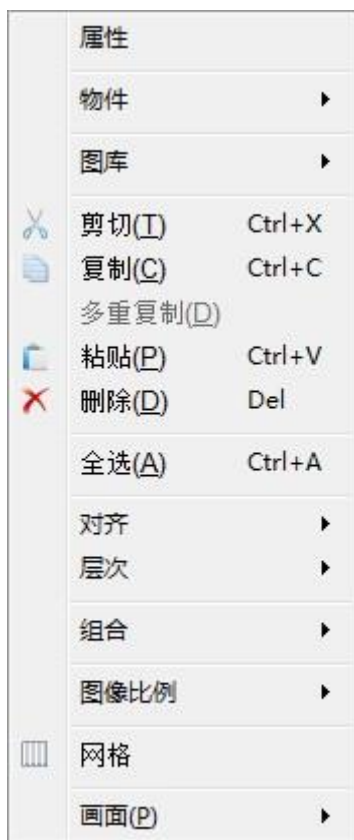 属性
物件
图库
剪切(T) Ctrl+X
复制(C) Ctrl+C
多重复制(D)
粘贴(P) Ctrl+V
删除(D) Del
全选(A) Ctrl+A
对齐
层次
组合
图像比例
网格
画面(P)